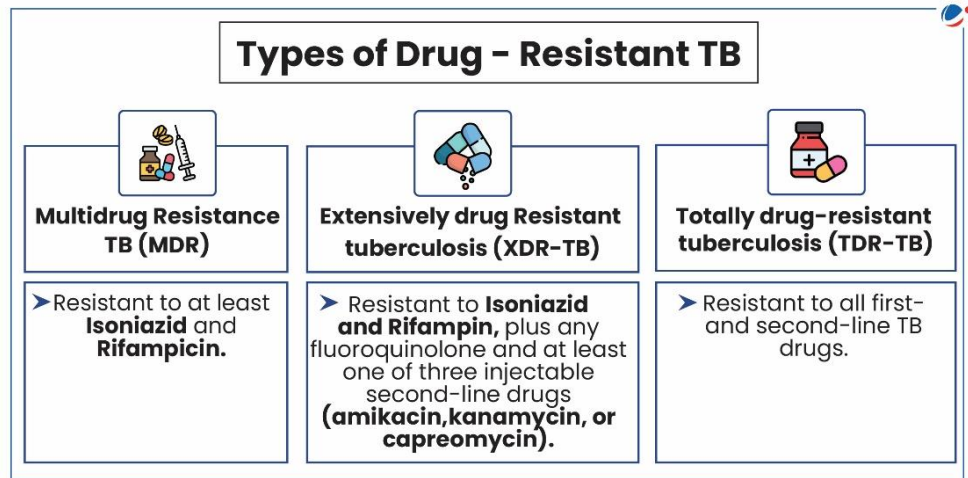 Types of Drug - Resistant TB
Multidrug Resistance
TB (MDR)
Extensively drug Resistant
tuberculosis (XDR-TB)
Totally drug-resistant
tuberculosis (TDR-TB)
➤Resistant to at least
Isoniazid and
Rifampicin.
➤ Resistant to Isoniazid
and Rifampin, plus any
fluoroquinolone and at least
one of three injectable
second-line drugs
(amikacin,kanamycin, or
capreomycin).
➤ Resistant to all first-
and second-line TB
drugs.